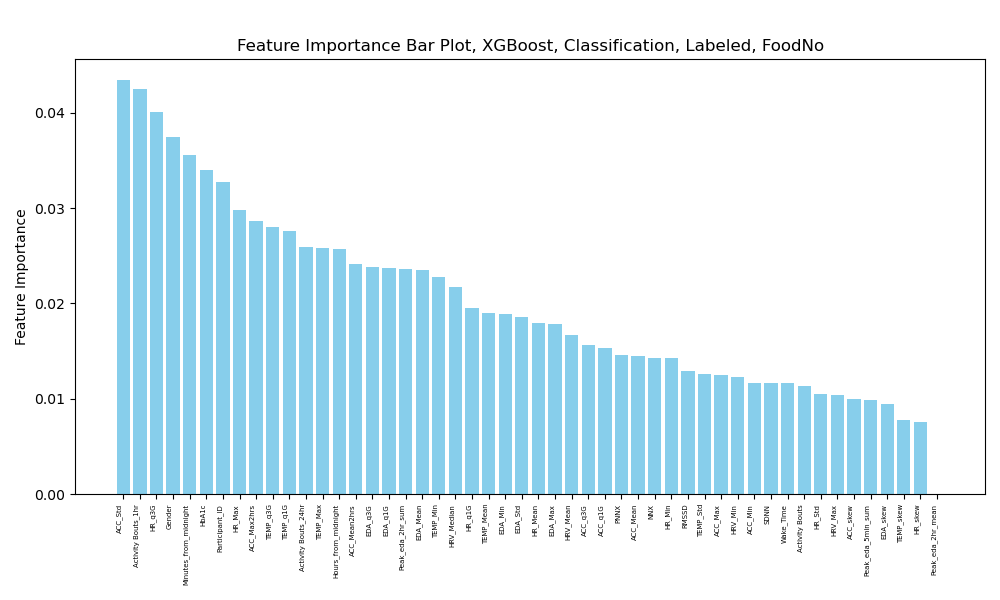 Feature Importance Bar Plot, XGBoost, Classification, Labeled, FoodNo
Feature Importance
0.04
0.03
0.02
0.01
0.00
ACC_Std
Activity Bouts_1hr
HR_q3G
Gender
Minutes_from_midnight
HbA1c
Participant_ID
HR_Max
ACC_Max2hrs
TEMP_q3G
TEMP_q1G
Activity Bouts_24hr
TEMP_Max
Hours_from_midnight
ACC_Mean2hrs
EDA_q3G
EDA_q1G
Peak_eda_2hr_sum
EDA_Mean
TEMP_Min
HRV_Median
HR_q1G
TEMP_Mean
EDA_Min
EDA_Std
HR_Mean
EDA_Max
HRV_Mean
ACC_q3G
ACC_q1G
PNNX
ACC_Mean
NNX
HR_Min
RMSSD
TEMP_Std
ACC_Max
HRV_Min
ACC_Min
SDNN
Wake_Time
Activity Bouts
HR_Std
HRV_Max
ACC_skew
Peak_eda_5min_sum
EDA_skew
TEMP_skew
HR_skew
Peak_eda_2hr_mean